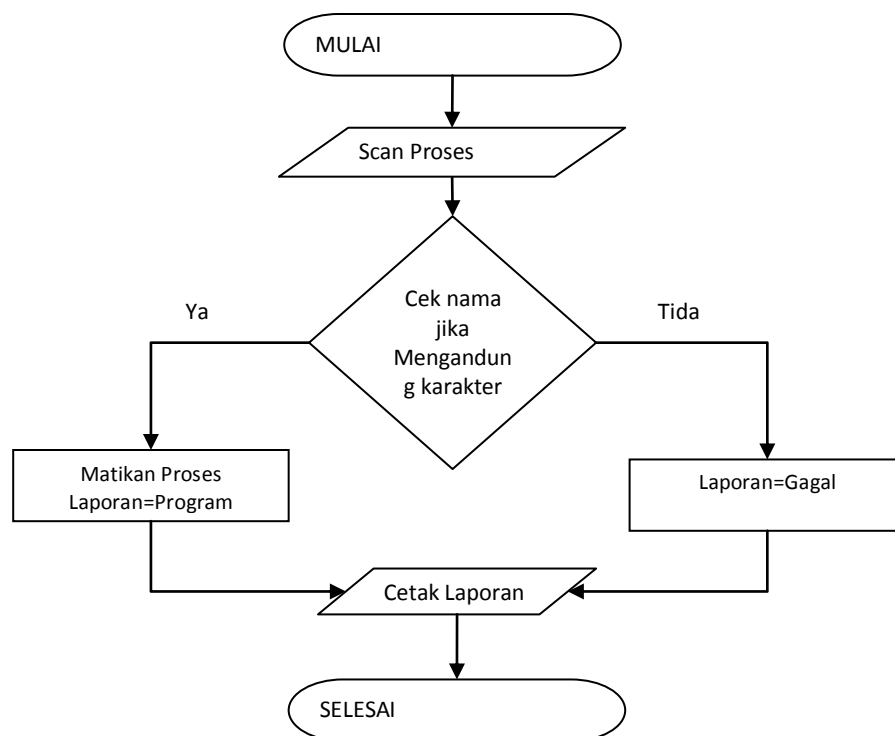 MULAI
Scan Proses
Cek nama
jika
Mengandun
g karakter
Ya
Tida
Matikan Proses
Laporan=Program
Laporan=Gagal
Cetak Laporan
SELESAI